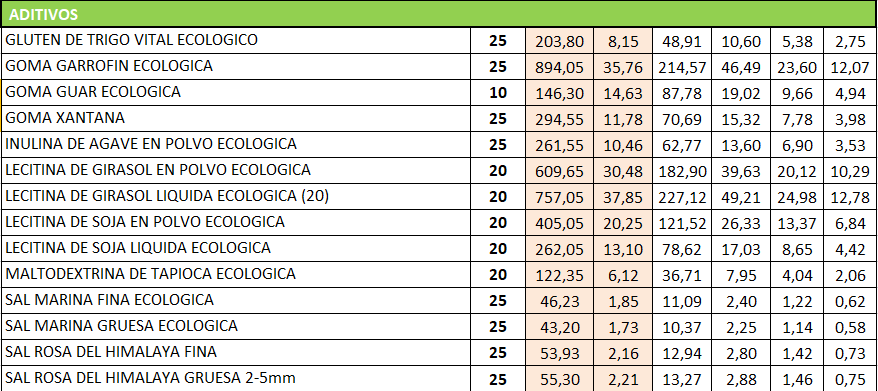 ADITIVOS
GLUTEN DE TRIGO VITAL ECOLOGICO 25 203,80 8,15 48,91 10,60 5,38 2,75
GOMA GARROFIN ECOLOGICA 25 894,05 35,76 214,57 46,49 23,60 12,07
GOMA GUAR ECOLOGICA 10 146,30 14,63 87,78 19,02 9,66 4,94
GOMA XANTANA 25 294,55 11,78 70,69 15,32 7,78 3,98
INULINA DE AGAVE EN POLVO ECOLOGICA 25 261,55 10,46 62,77 13,60 6,90 3,53
LECITINA DE GIRASOL EN POLVO ECOLOGICA 20 609,65 30,48 182,90 39,63 20,12 10,29
LECITINA DE GIRASOL LIQUIDA ECOLOGICA (20) 20 757,05 37,85 227,12 49,21 24,98 12,78
LECITINA DE SOJA EN POLVO ECOLOGICA 20 405,05 20,25 121,52 26,33 13,37 6,84
LECITINA DE SOJA LIQUIDA ECOLOGICA 20 262,05 13,10 78,62 17,03 8,65 4,42
MALTODEXTRINA DE TAPIOCA ECOLOGICA 20 122,35 6,12 36,71 7,95 4,04 2,06
SAL MARINA FINA ECOLOGICA 25 46,23 1,85 11,09 2,40 1,22 0,62
SAL MARINA GRUESA ECOLOGICA 25 43,20 1,73 10,37 2,25 1,14 0,58
SAL ROSA DEL HIMALAYA FINA 25 53,93 2,16 12,94 2,80 1,42 0,73
SAL ROSA DEL HIMALAYA GRUESA 2-5mm 25 55,30 2,21 13,27 2,88 1,46 0,75